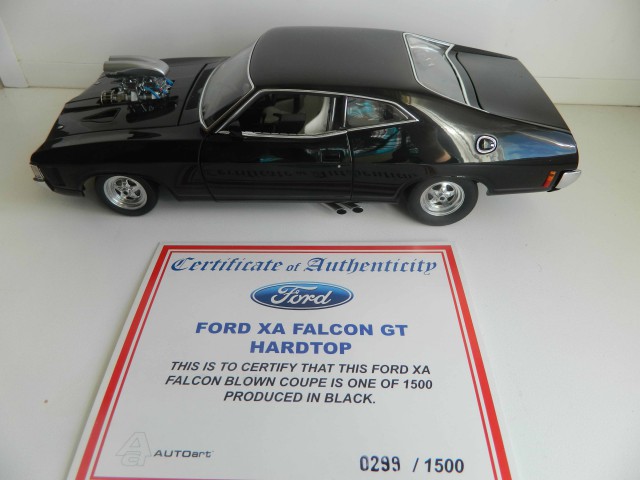 Certificate of Authenticity
Ford
FORD XA FALCON GT
HARDTOP
THIS IS TO CERTIFY THAT THIS FORD XA
FALCON BLOWN COUPE IS ONE OF 1500
PRODUCED IN BLACK.
AUTOart
0299 / 1500